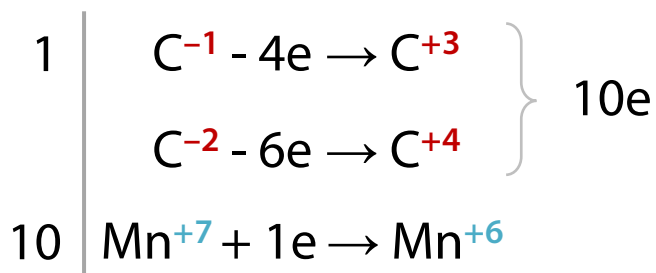 1 C⁻¹ - 4e → C⁺³
10e
C⁻² - 6e → C⁺⁴
10 Mn⁺⁷ + 1e → Mn⁺⁶